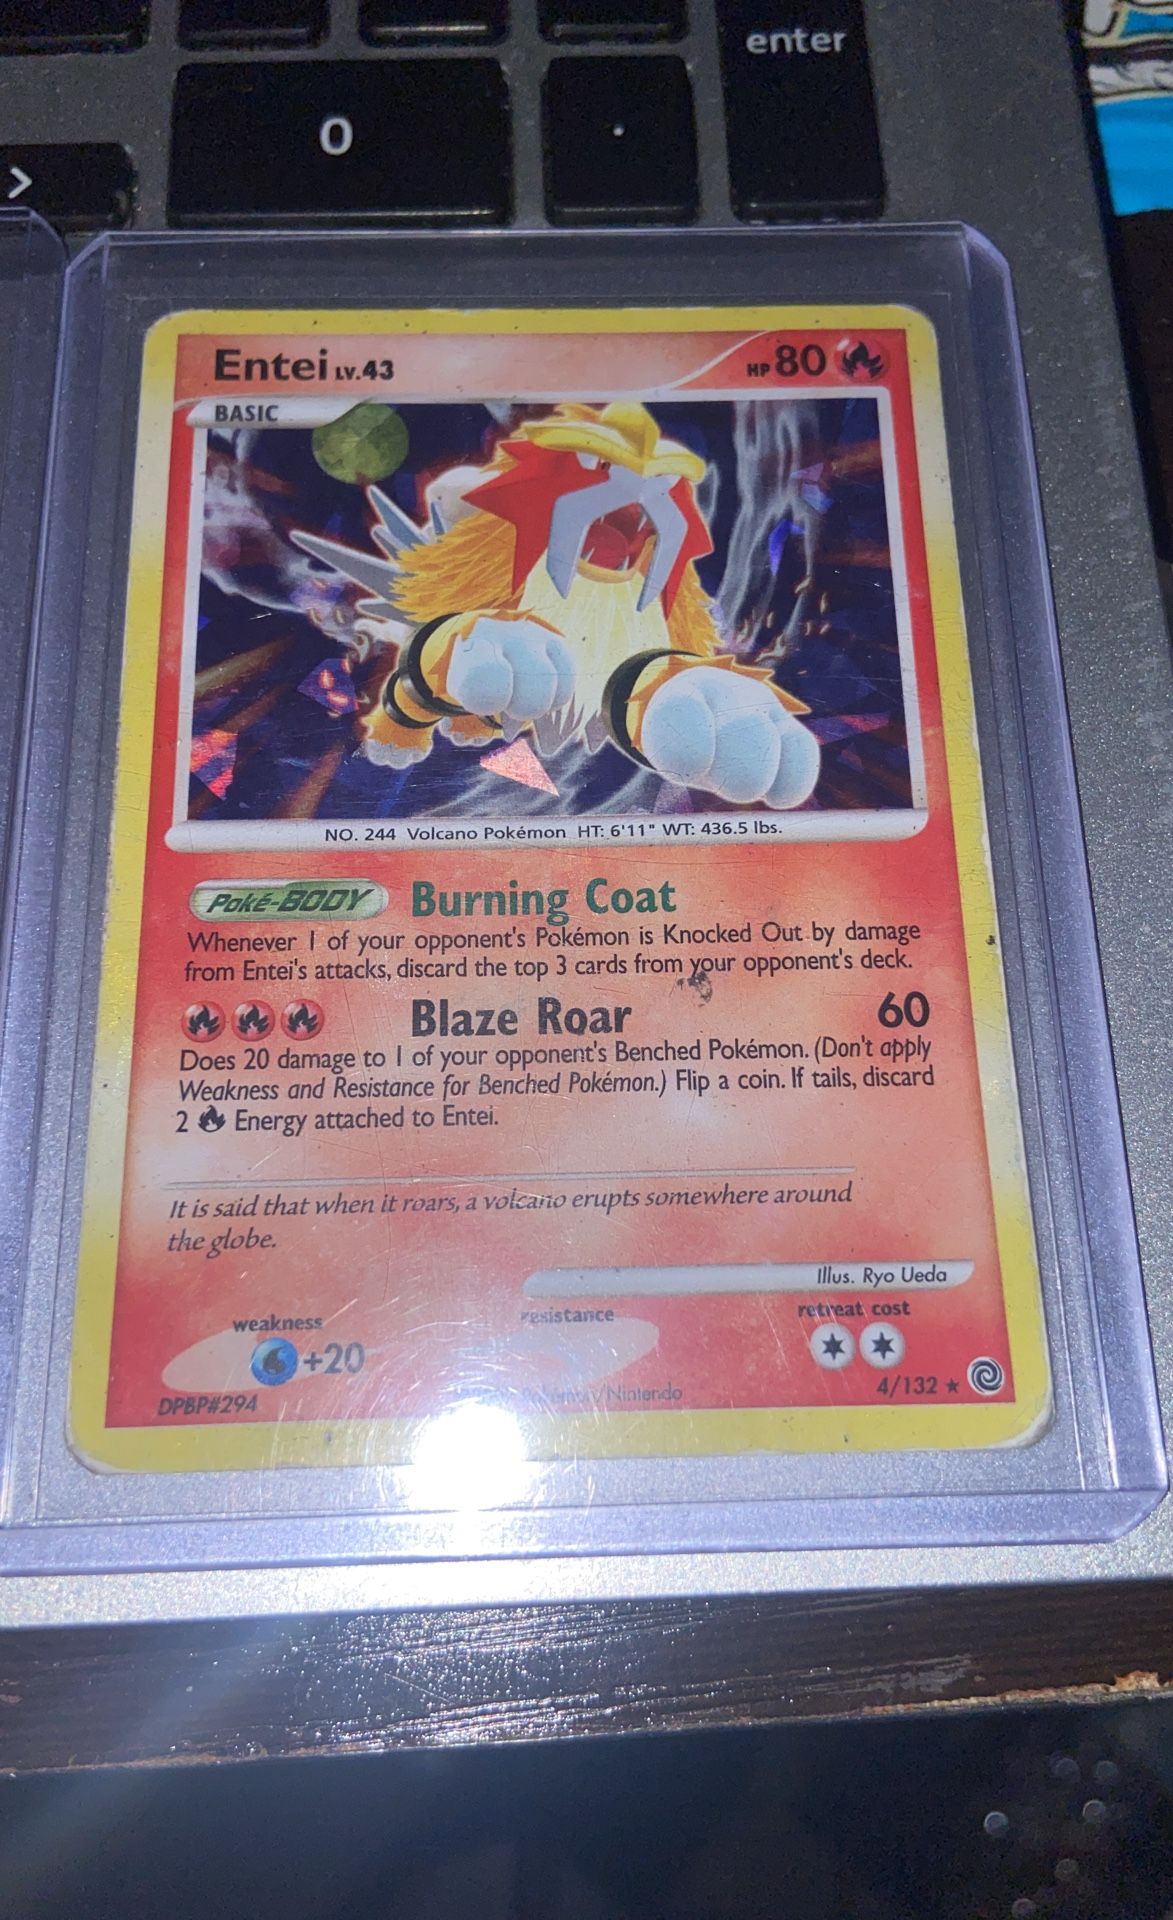 enter
0
.
>
Entei LV.43
HP 80
BASIC
NO. 244 Volcano Pokémon HT: 6'11" WT: 436.5 lbs.
Poké-BODY Burning Coat
Whenever 1 of your opponent's Pokémon is Knocked Out by damage
from Entei's attacks, discard the top 3 cards from your opponent's deck.
Blaze Roar 60
Does 20 damage to 1 of your opponent's Benched Pokémon. (Don't apply
Weakness and Resistance for Benched Pokémon.) Flip a coin. If tails, discard
2 Energy attached to Entei.
It is said that when it roars, a volcano erupts somewhere around
the globe.
Illus. Ryo Ueda
weakness resistance retreat cost
+20
DPBP#294 Pokémon/Nintendo 4/132 ★